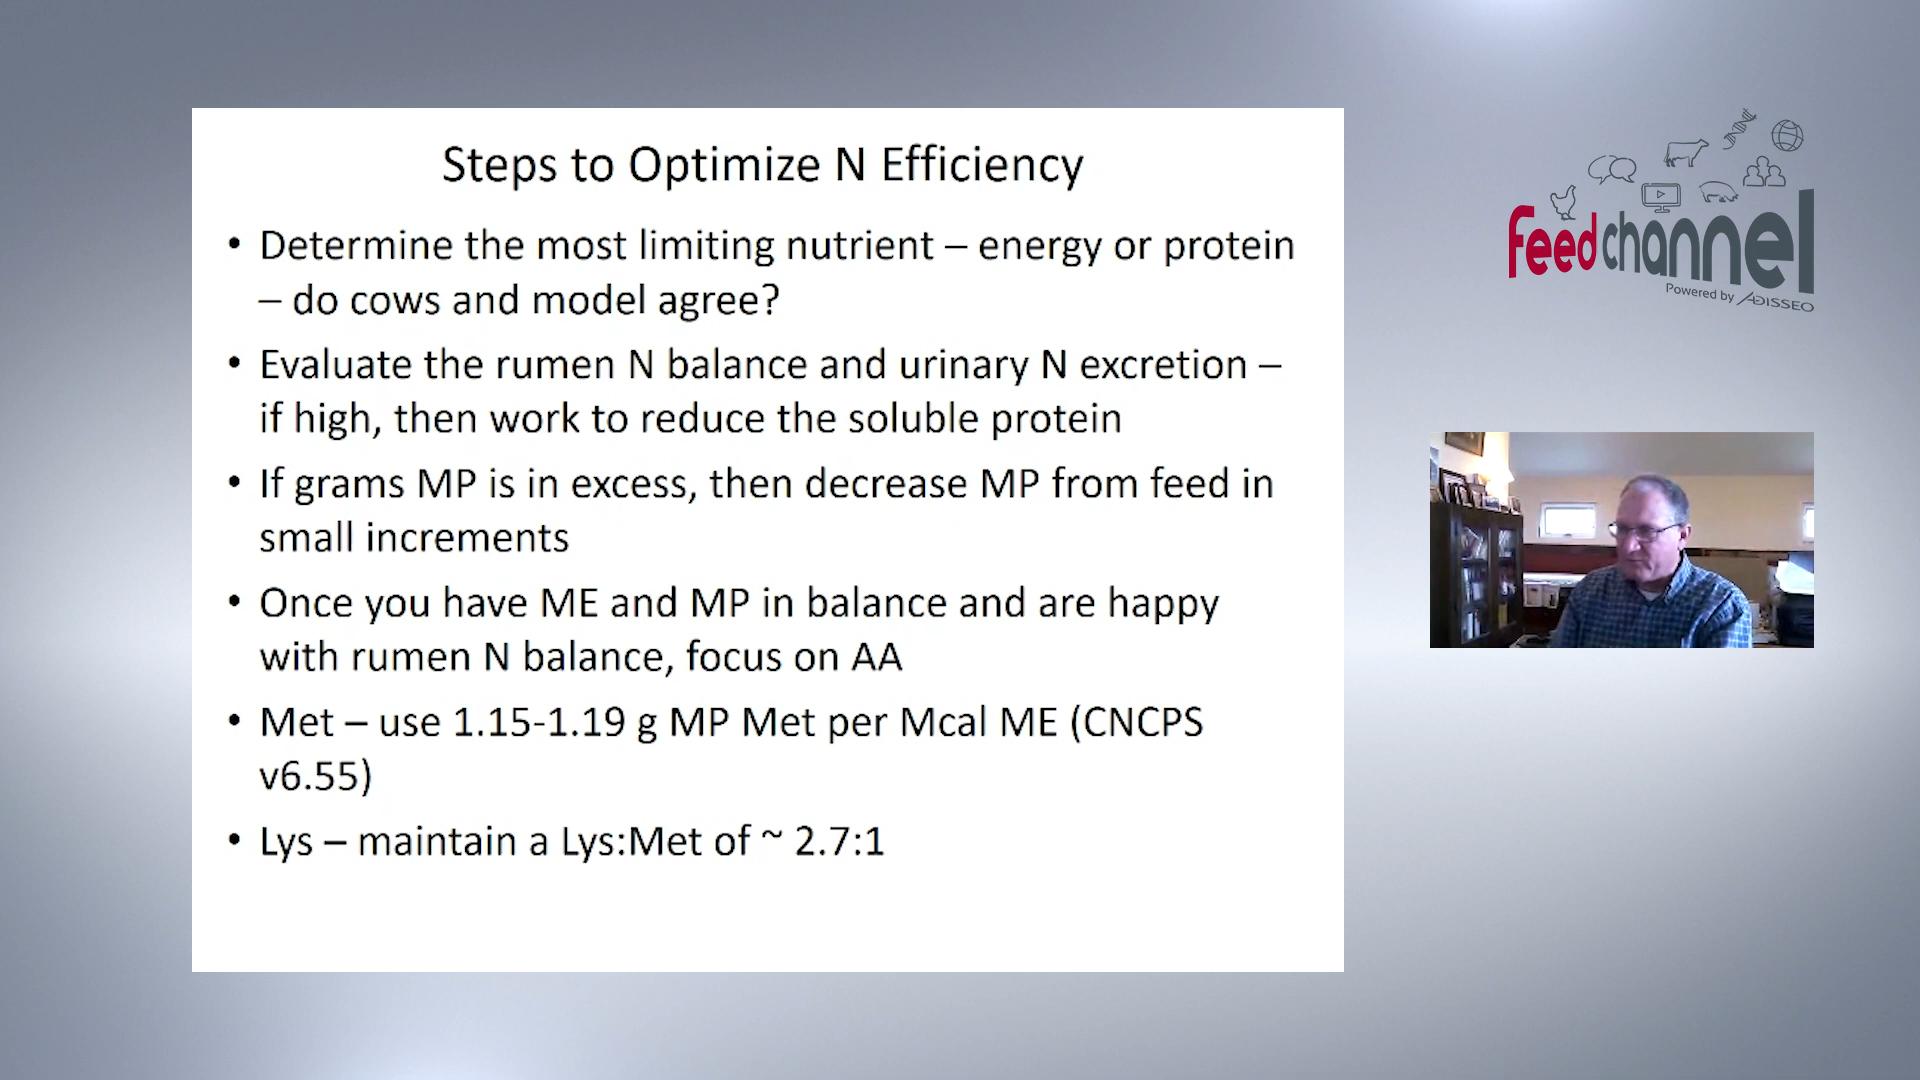 Steps to Optimize N Efficiency
• Determine the most limiting nutrient – energy or protein
– do cows and model agree?
• Evaluate the rumen N balance and urinary N excretion –
if high, then work to reduce the soluble protein
• If grams MP is in excess, then decrease MP from feed in
small increments
• Once you have ME and MP in balance and are happy
with rumen N balance, focus on AA
• Met – use 1.15-1.19 g MP Met per Mcal ME (CNCPS
v6.55)
• Lys – maintain a Lys:Met of ~ 2.7:1
feedchannel
Powered by ADISSEO